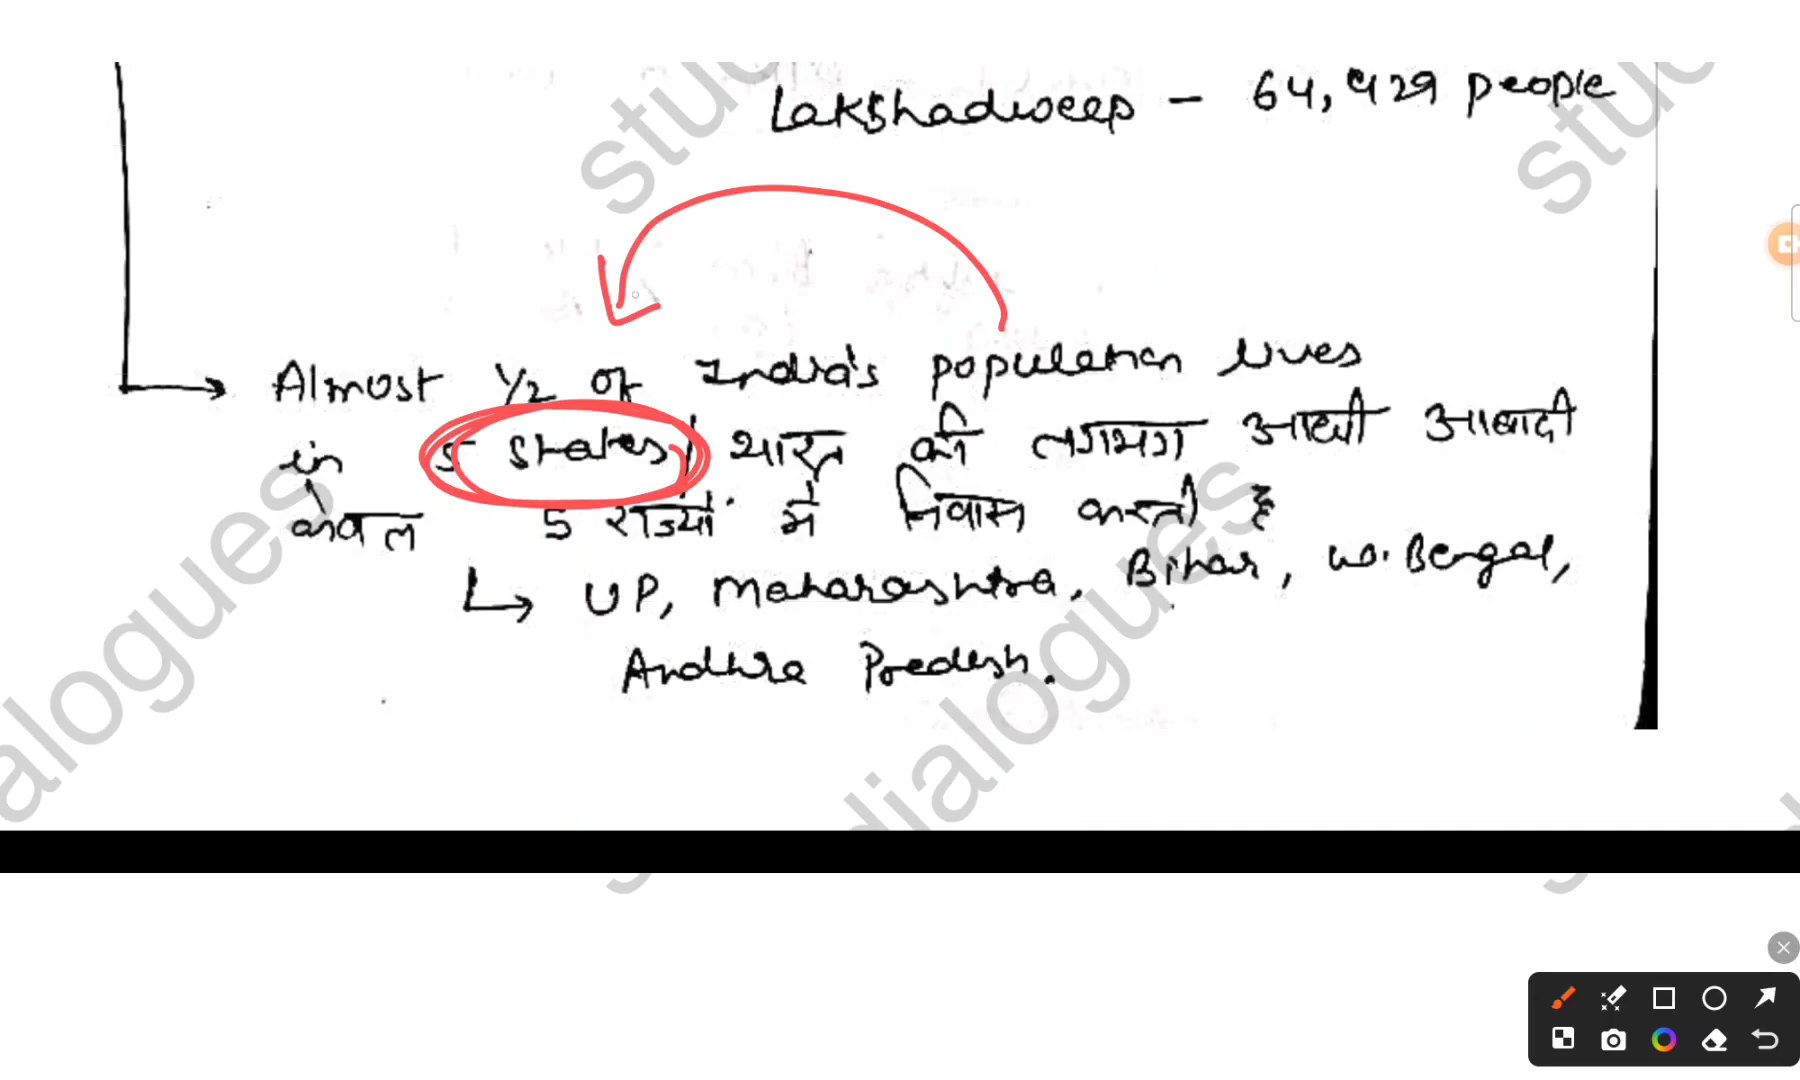 Lakshadweep - 64,429 people
Almost 1/2 of India's population lives
in 5 States / भारत की लगभग आधी आबादी
केवल 5 राज्यों में निवास करती है
↳ UP, Maharashtra, Bihar, W. Bengal,
Andhra Pradesh.
studyalogues